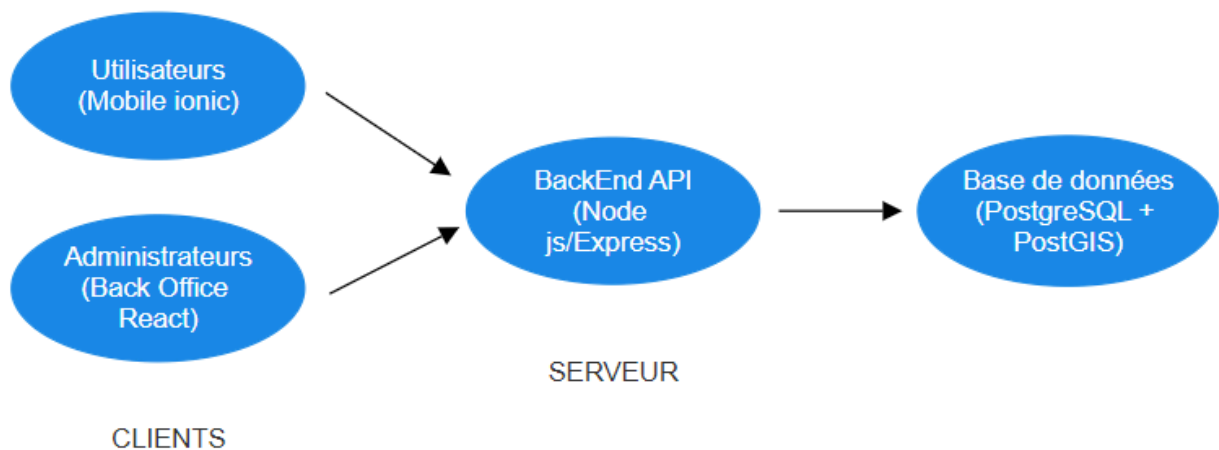 Utilisateurs
(Mobile ionic)
Administrateurs
(Back Office
React)
CLIENTS
BackEnd API
(Node
js/Express)
SERVEUR
Base de données
(PostgreSQL +
PostGIS)